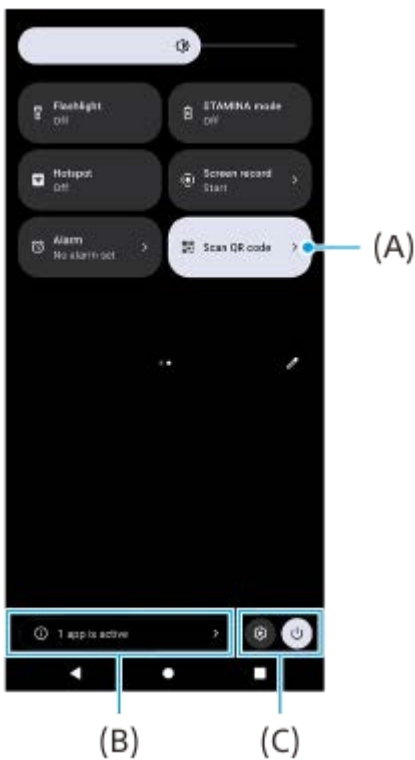 Flashlight
Off
STAMINA mode
Off
Hotspot
Off
Screen record
Start
Alarm
No alarm set
Scan QR code
(A)
1 app is active
(B)
(C)